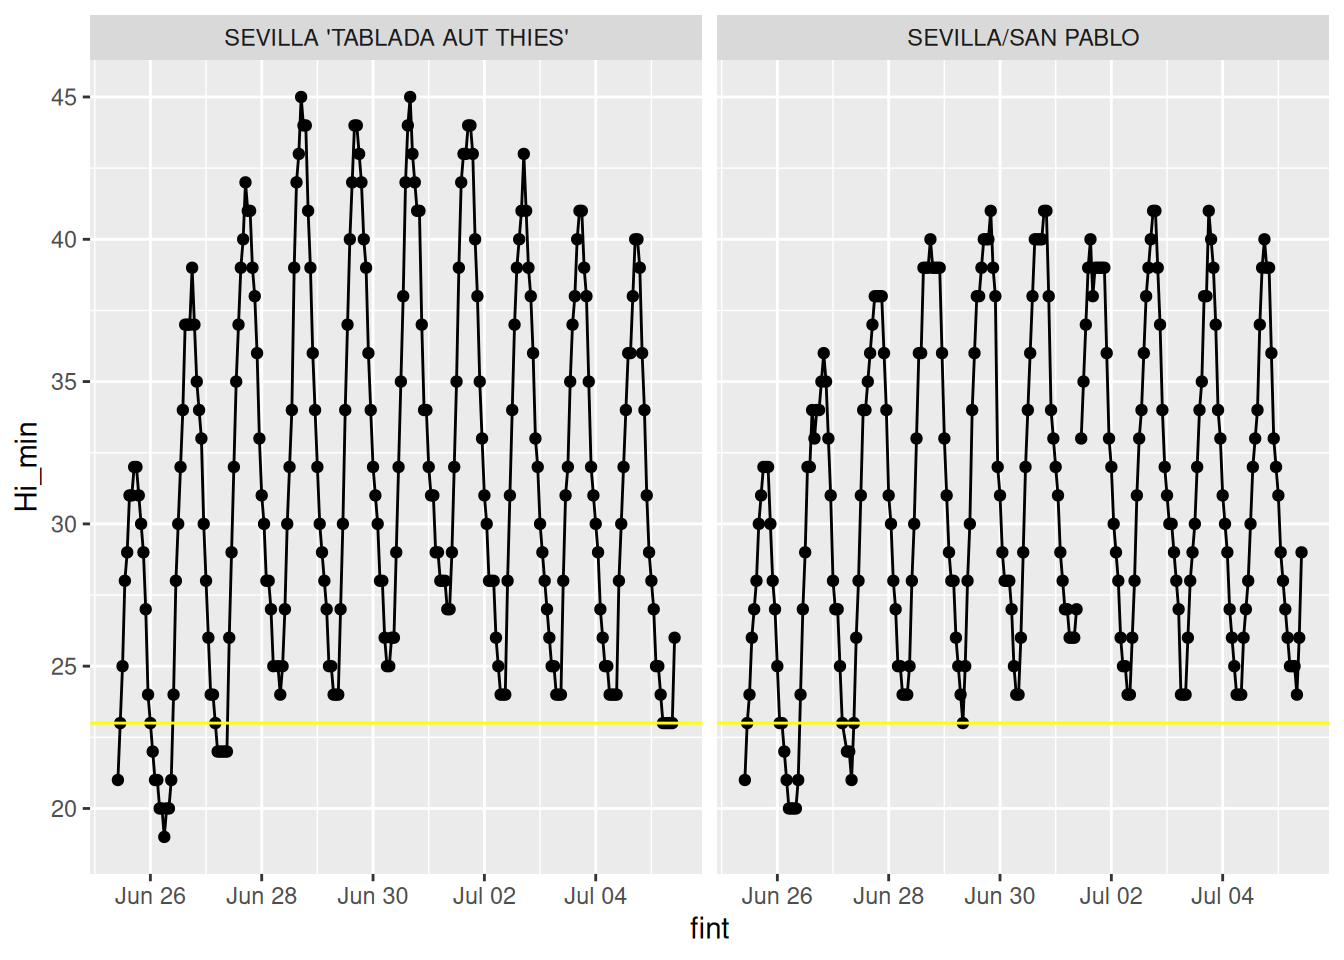 SEVILLA 'TABLADA AUT THIES'
SEVILLA/SAN PABLO
Hi_min
45
40
35
30
25
20
Jun 26
Jun 28
Jun 30
Jul 02
Jul 04
Jun 26
Jun 28
Jun 30
Jul 02
Jul 04
fint